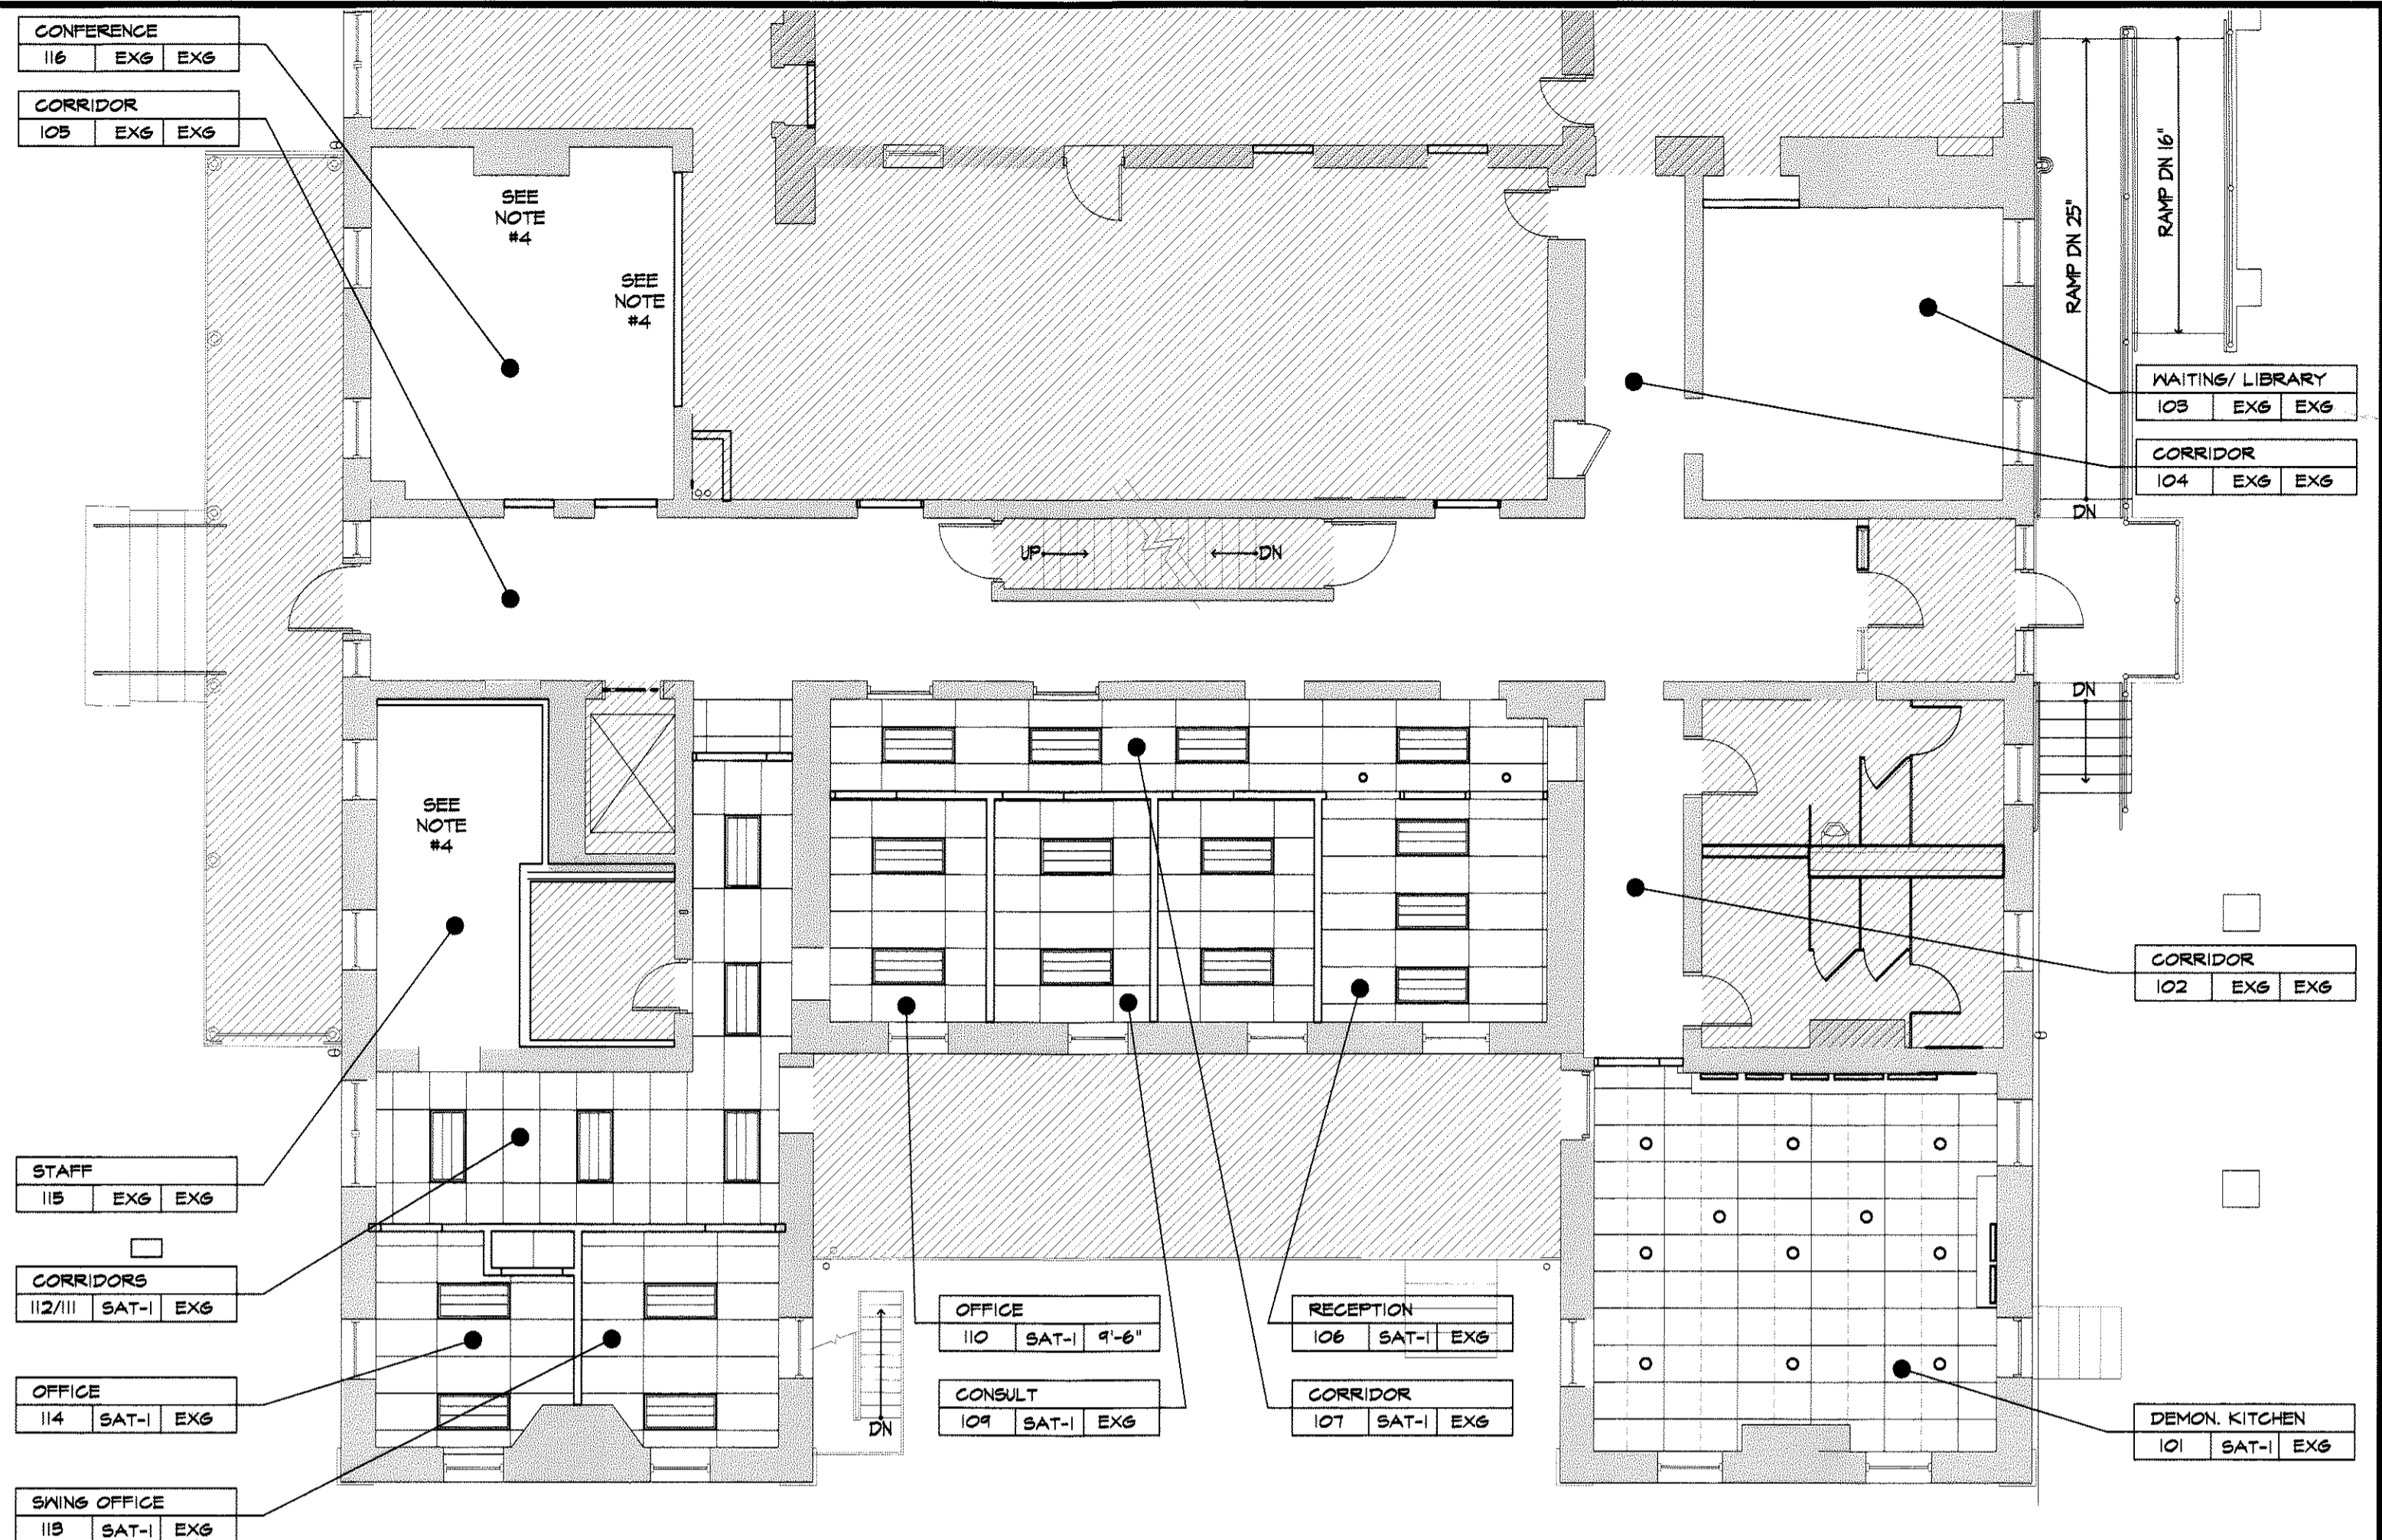 CONFERENCE
116 EXG EXG
CORRIDOR
105 EXG EXG
SEE
NOTE
#4
SEE
NOTE
#4
RAMP DN 25"
RAMP DN 16"
WAITING/ LIBRARY
103 EXG EXG
CORRIDOR
104 EXG EXG
DN
UP
DN
DN
SEE
NOTE
#4
CORRIDOR
102 EXG EXG
STAFF
115 EXG EXG
CORRIDORS
112/111 SAT-1 EXG
OFFICE
114 SAT-1 EXG
SWING OFFICE
113 SAT-1 EXG
DN
OFFICE
110 SAT-1 9'-6"
CONSULT
109 SAT-1 EXG
RECEPTION
106 SAT-1 EXG
CORRIDOR
107 SAT-1 EXG
DEMON. KITCHEN
101 SAT-1 EXG